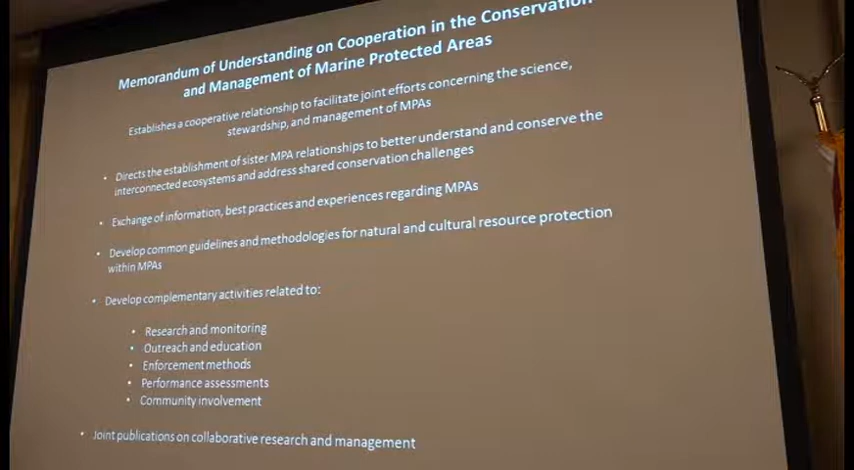 Memorandum of Understanding on Cooperation in the Conservation
and Management of Marine Protected Areas
Establishes a cooperative relationship to facilitate joint efforts concerning the science,
stewardship, and management of MPAs
• Directs the establishment of sister MPA relationships to better understand and conserve the
interconnected ecosystems and address shared conservation challenges
• Exchange of information, best practices and experiences regarding MPAs
• Develop common guidelines and methodologies for natural and cultural resource protection
within MPAs
• Develop complementary activities related to:
• Research and monitoring
• Outreach and education
• Enforcement methods
• Performance assessments
• Community involvement
• Joint publications on collaborative research and management